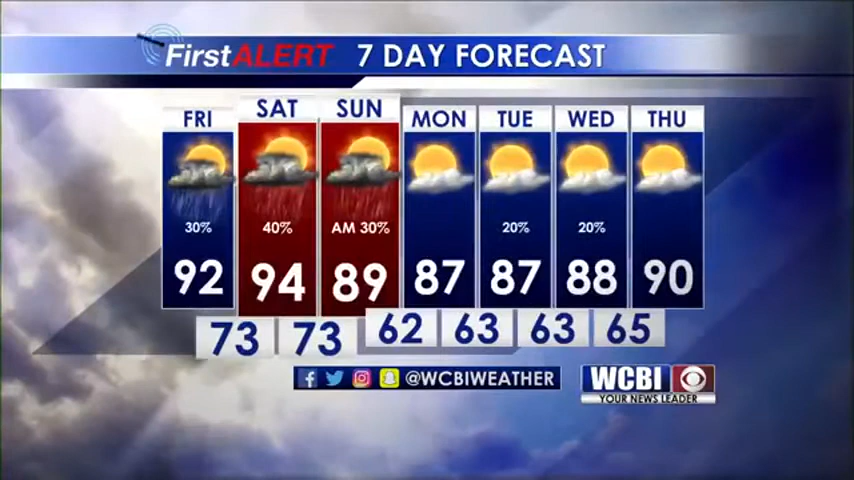 FirstALERT 7 DAY FORECAST
FRI SAT SUN MON TUE WED THU
30% 40% AM 30% 20% 20%
92 94 89 87 87 88 90
73 73 62 63 63 65
@WCBIWEATHER
WCBI
YOUR NEWS LEADER